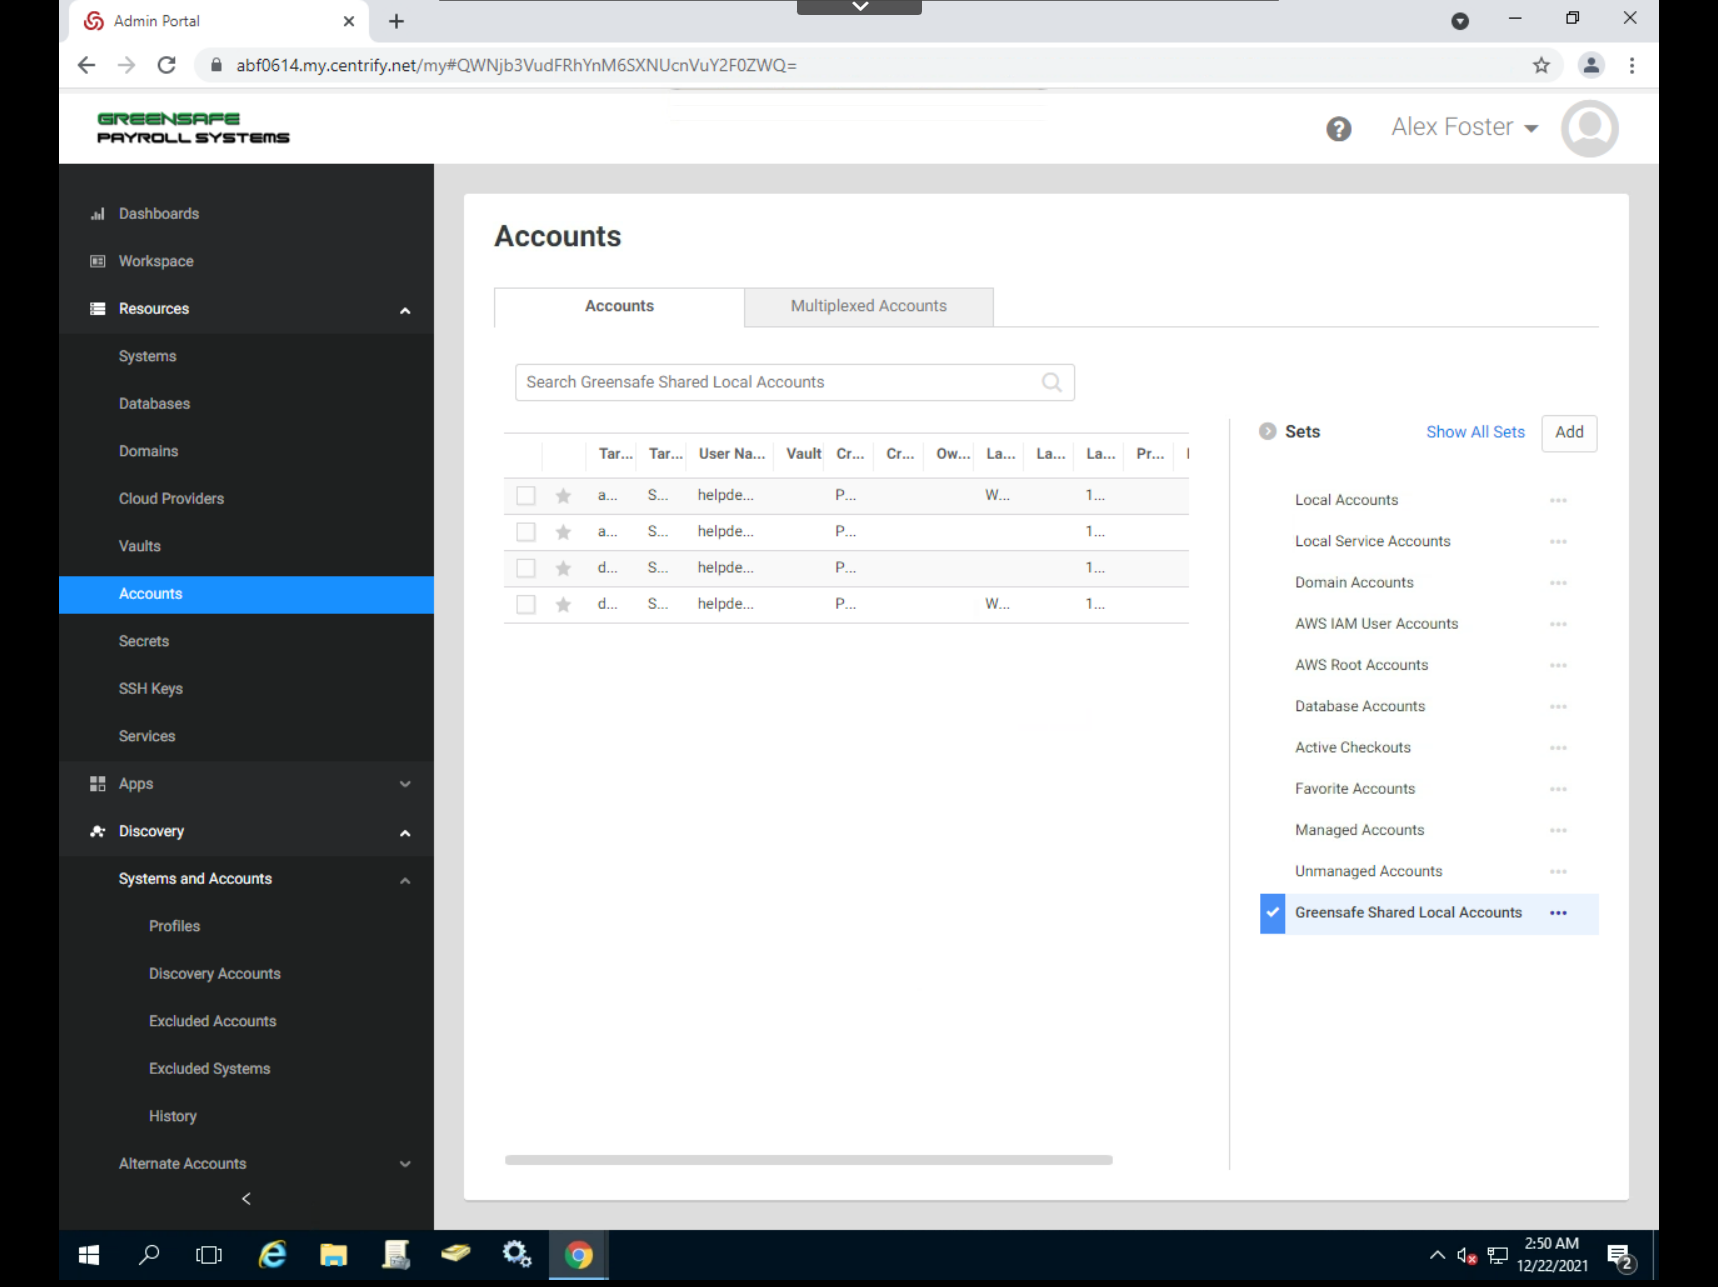 Admin Portal
abf0614.my.centrify.net/my#QWNjb3VudFRhYnM6SXNUcnVuY2F0ZWQ=
GREENSAFE
PAYROLL SYSTEMS
Alex Foster
Dashboards
Workspace
Resources
Systems
Databases
Domains
Cloud Providers
Vaults
Accounts
Secrets
SSH Keys
Services
Apps
Discovery
Systems and Accounts
Profiles
Discovery Accounts
Excluded Accounts
Excluded Systems
History
Alternate Accounts
Accounts
Accounts Multiplexed Accounts
Search Greensafe Shared Local Accounts
Tar... Tar... User Na... Vault Cr... Cr... Ow... La... La... La... Pr...
a... S... helpde... P... W... 1...
a... S... helpde... P... 1...
d... S... helpde... P... 1...
d... S... helpde... P... W... 1...
Sets Show All Sets Add
Local Accounts
Local Service Accounts
Domain Accounts
AWS IAM User Accounts
AWS Root Accounts
Database Accounts
Active Checkouts
Favorite Accounts
Managed Accounts
Unmanaged Accounts
Greensafe Shared Local Accounts
2:50 AM
12/22/2021
2